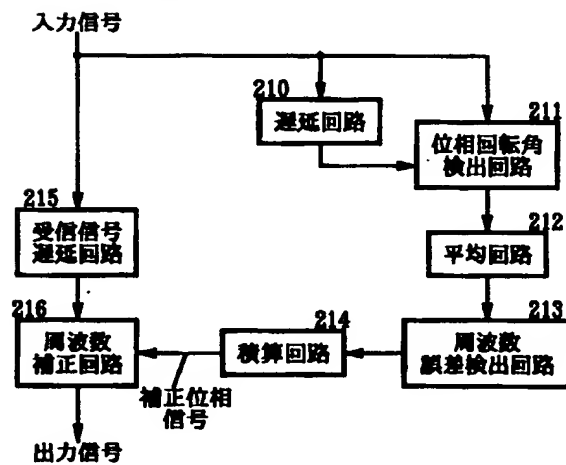 入力信号
210
遅延回路
211
位相回転角
検出回路
215
受信信号
遅延回路
212
平均回路
216
周波数
補正回路
214
積算回路
213
周波数
誤差検出回路
補正位相
信号
出力信号